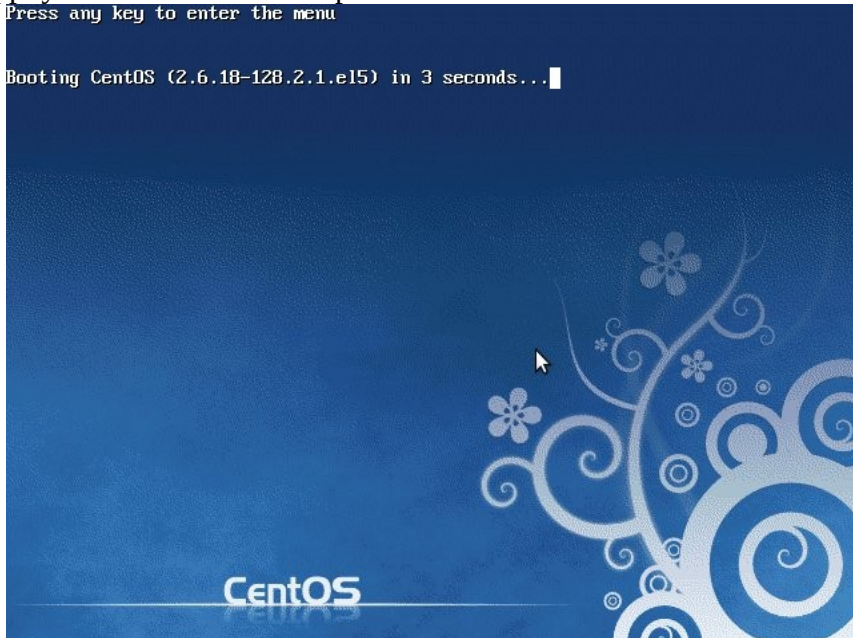 Press any key to enter the menu
Booting CentOS (2.6.18-128.2.1.el5) in 3 seconds...
CentOS